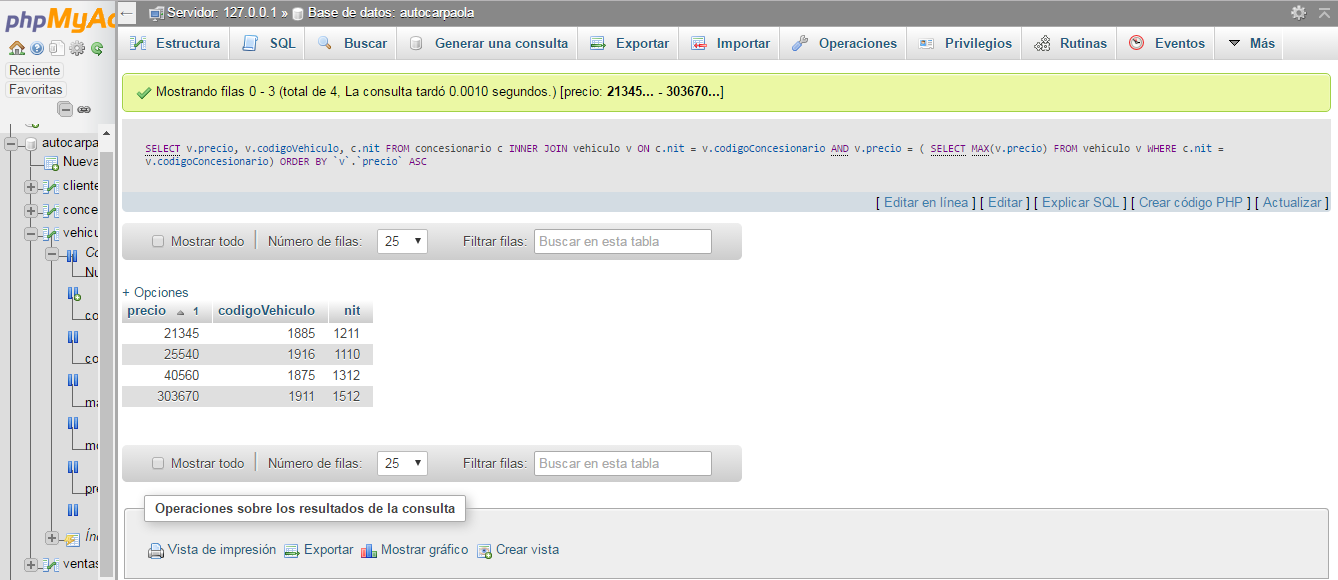 phpMyAd
Servidor: 127.0.0.1 » Base de datos: autocarpaola
Estructura SQL Buscar Generar una consulta Exportar Importar Operaciones Privilegios Rutinas Eventos Más
Reciente
Favoritas
autocarpa
Nueva
cliente
conce
vehicu
Co
Nu
co
co
ma
mo
pre
Índ
ventas
Mostrando filas 0 - 3 (total de 4, La consulta tardó 0.0010 segundos.) [precio: 21345... - 303670...]
SELECT v.precio, v.codigoVehiculo, c.nit FROM concesionario c INNER JOIN vehiculo v ON c.nit = v.codigoConcesionario AND v.precio = ( SELECT MAX(v.precio) FROM vehiculo v WHERE c.nit =
v.codigoConcesionario) ORDER BY `v`.`precio` ASC
[ Editar en línea ] [ Editar ] [ Explicar SQL ] [ Crear código PHP ] [ Actualizar ]
Mostrar todo Número de filas: 25 Filtrar filas: Buscar en esta tabla
+ Opciones
precio 1 codigoVehiculo nit
21345 1885 1211
25540 1916 1110
40560 1875 1312
303670 1911 1512
Mostrar todo Número de filas: 25 Filtrar filas: Buscar en esta tabla
Operaciones sobre los resultados de la consulta
Vista de impresión Exportar Mostrar gráfico Crear vista